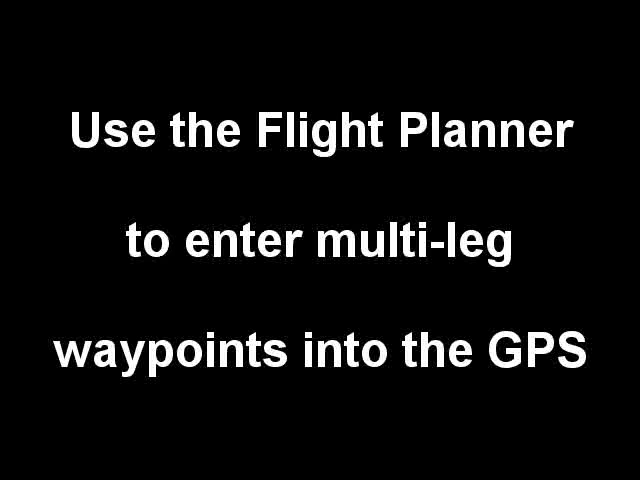 Use the Flight Planner
to enter multi-leg
waypoints into the GPS